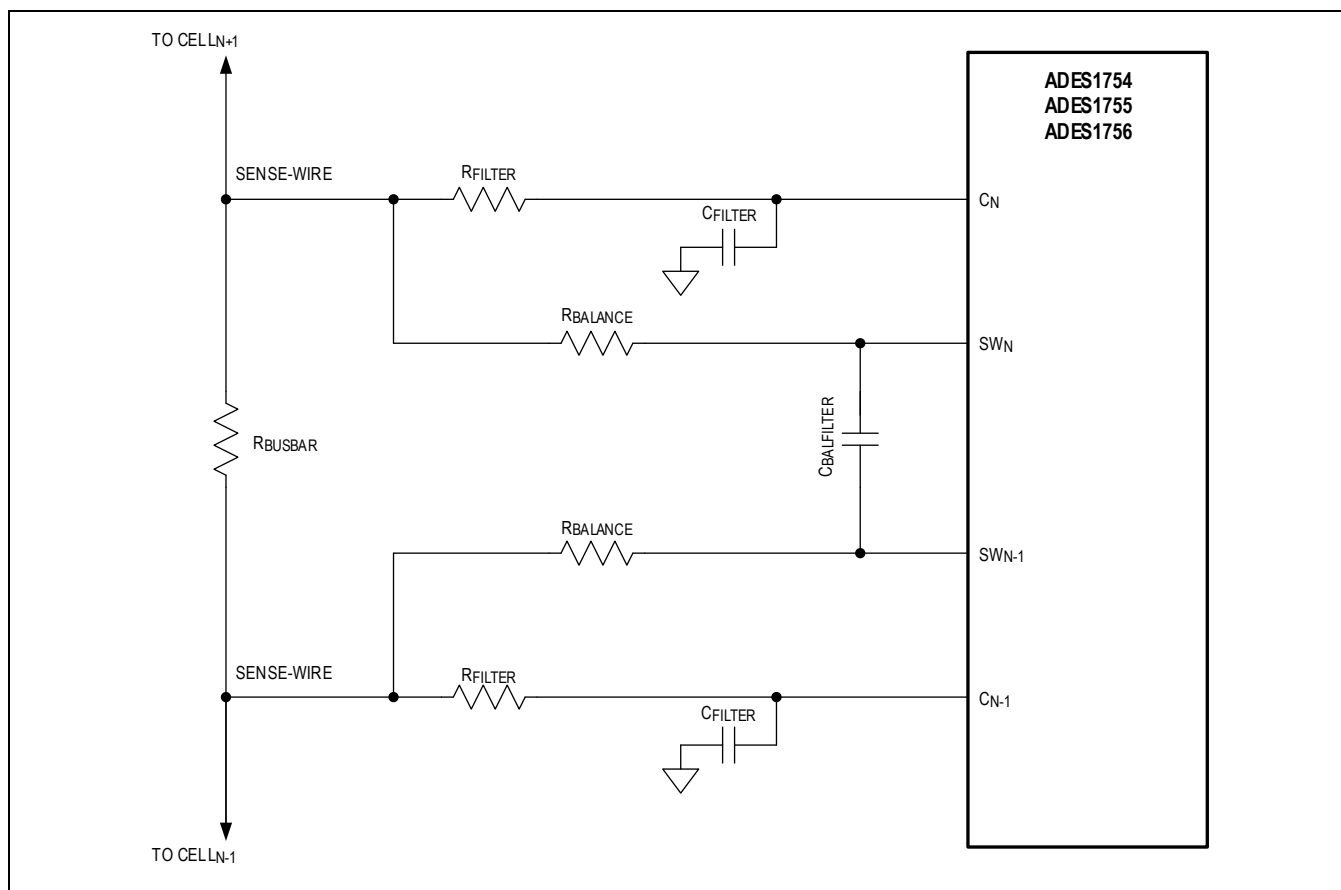 TO CELLN+1
ADES1754
ADES1755
ADES1756
SENSE-WIRE
RFILTER
CN
CFILTER
RBALANCE
SWN
RBUSBAR
CBALFILTER
RBALANCE
SWN-1
SENSE-WIRE
RFILTER
CN-1
CFILTER
TO CELLN-1